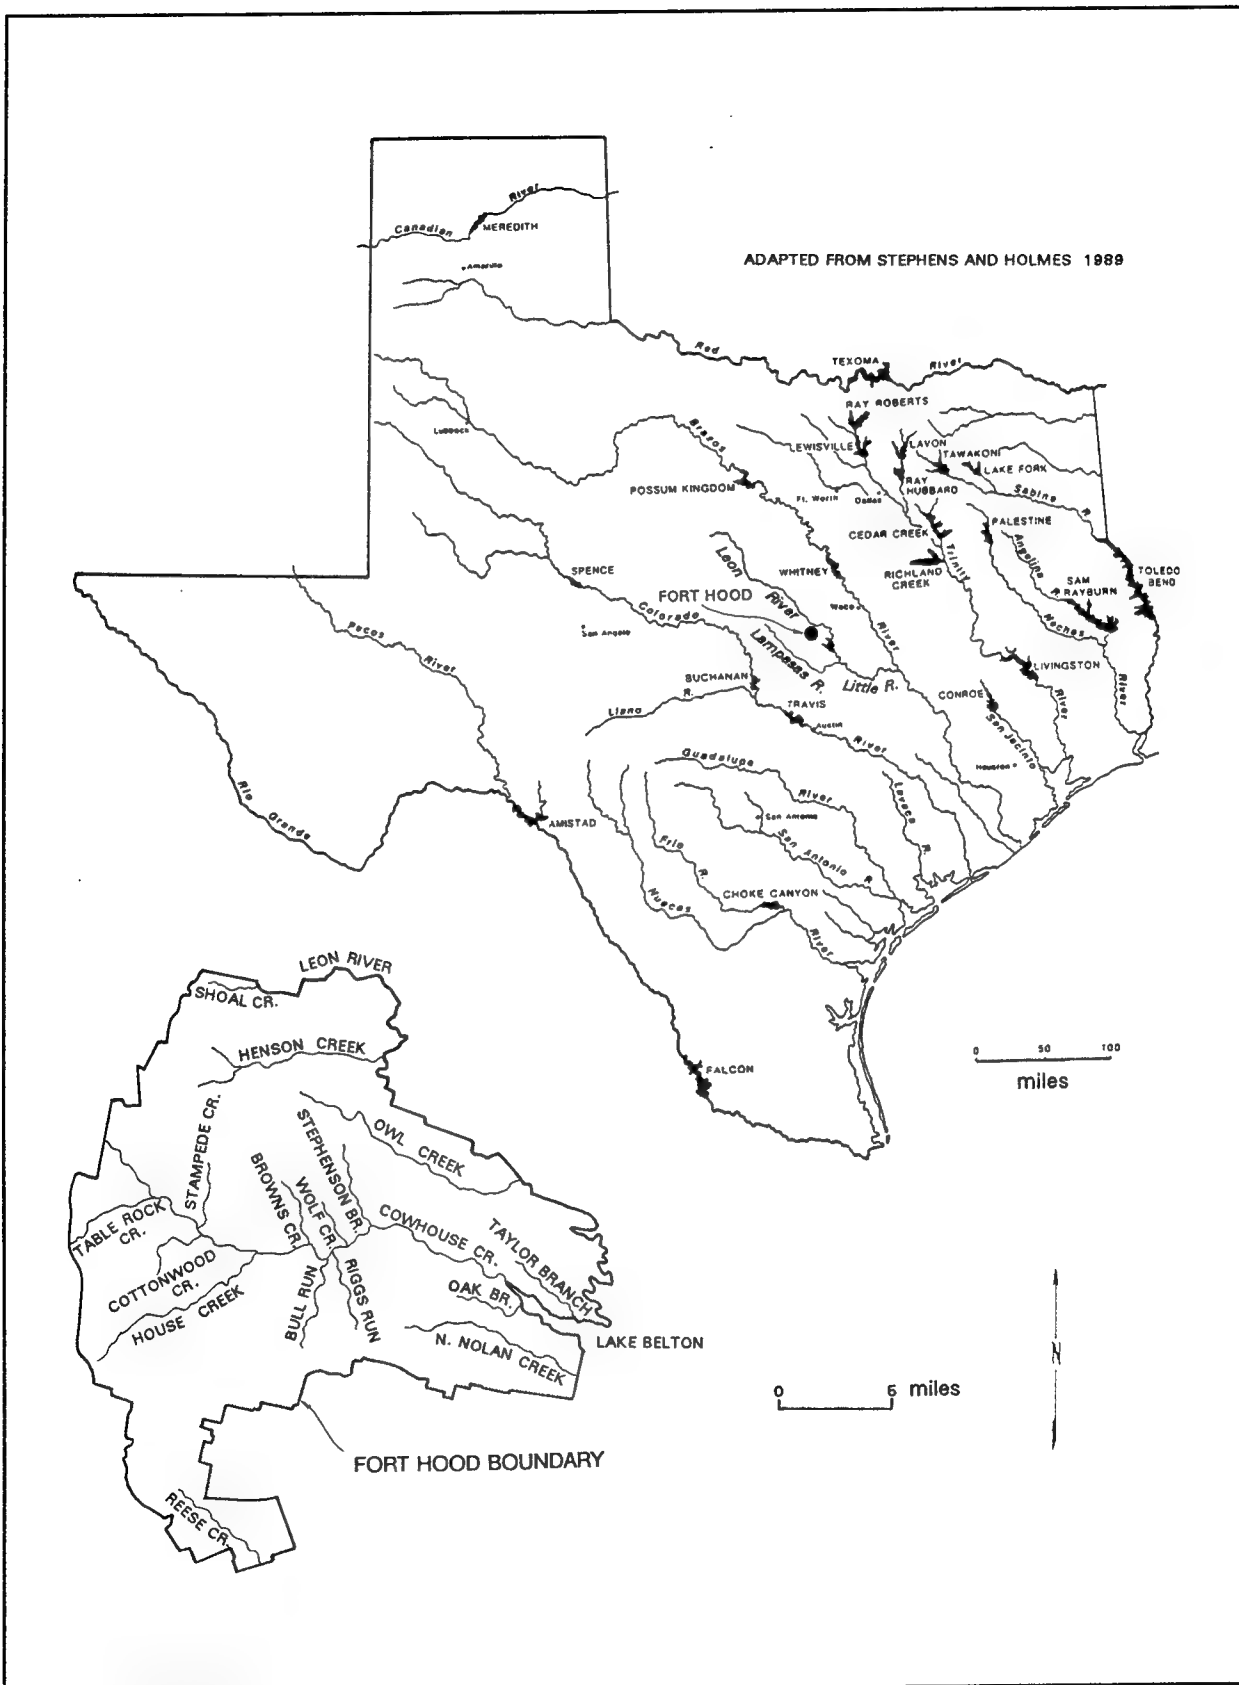 River
Canadian
MEREDITH
Amarillo
ADAPTED FROM STEPHENS AND HOLMES 1989
Red
River
TEXOMA
RAY ROBERTS
Lubbock
Brazos
LEWISVILLE
LAVON
TAWAKONI
LAKE FORK
POSSUM KINGDOM
Ft. Worth
Dallas
RAY
HUBBARD
Sabine
R.
CEDAR CREEK
PALESTINE
Trinity
Angelina
Leon
River
WHITNEY
RICHLAND
CREEK
SPENCE
FORT HOOD
SAM
RAYBURN
TOLEDO
BEND
Colorado
Waco
River
San Angelo
Neches
River
Pecos
River
Lampasas R.
Little R.
LIVINGSTON
River
BUCHANAN
CONROE
Llano
R.
TRAVIS
Austin
River
San Jacinto
Houston
Guadalupe
River
Lavaca
R.
Rio
Grande
AMISTAD
San Antonio
San Antonio
R.
Frio
R.
CHOKE CANYON
Nueces
River
FALCON
0 50 100
miles
LEON RIVER
SHOAL CR.
HENSON CREEK
STAMPEDE CR.
OWL CREEK
STEPHENSON BR.
BROWNS CR.
WOLF CR.
TABLE ROCK
CR.
COWHOUSE CR.
TAYLOR BRANCH
COTTONWOOD
CR.
HOUSE CREEK
BULL RUN
RIGGS RUN
OAK BR.
N. NOLAN CREEK
LAKE BELTON
N
0 6 miles
FORT HOOD BOUNDARY
REESE CR.